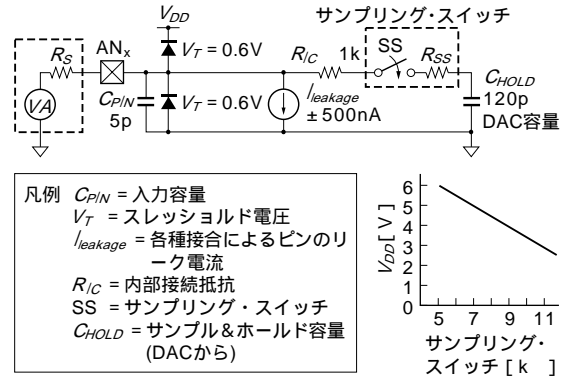 サンプリング・スイッチ
VDD
RS
ANx
VT = 0.6V
RIC 1k
SS
RSS
VA
CPIN
5p
VT = 0.6V
Ileakage
± 500nA
CHOLD
120p
DAC容量
凡例 CPIN = 入力容量
VT = スレッショルド電圧
Ileakage = 各種接合によるピンのリ
ーク電流
RIC = 内部接続抵抗
SS = サンプリング・スイッチ
CHOLD = サンプル&ホールド容量
(DACから)
VDD [ V ]
6
5
4
3
2
1
0
5 7 9 11
サンプリング・
スイッチ [ k ]